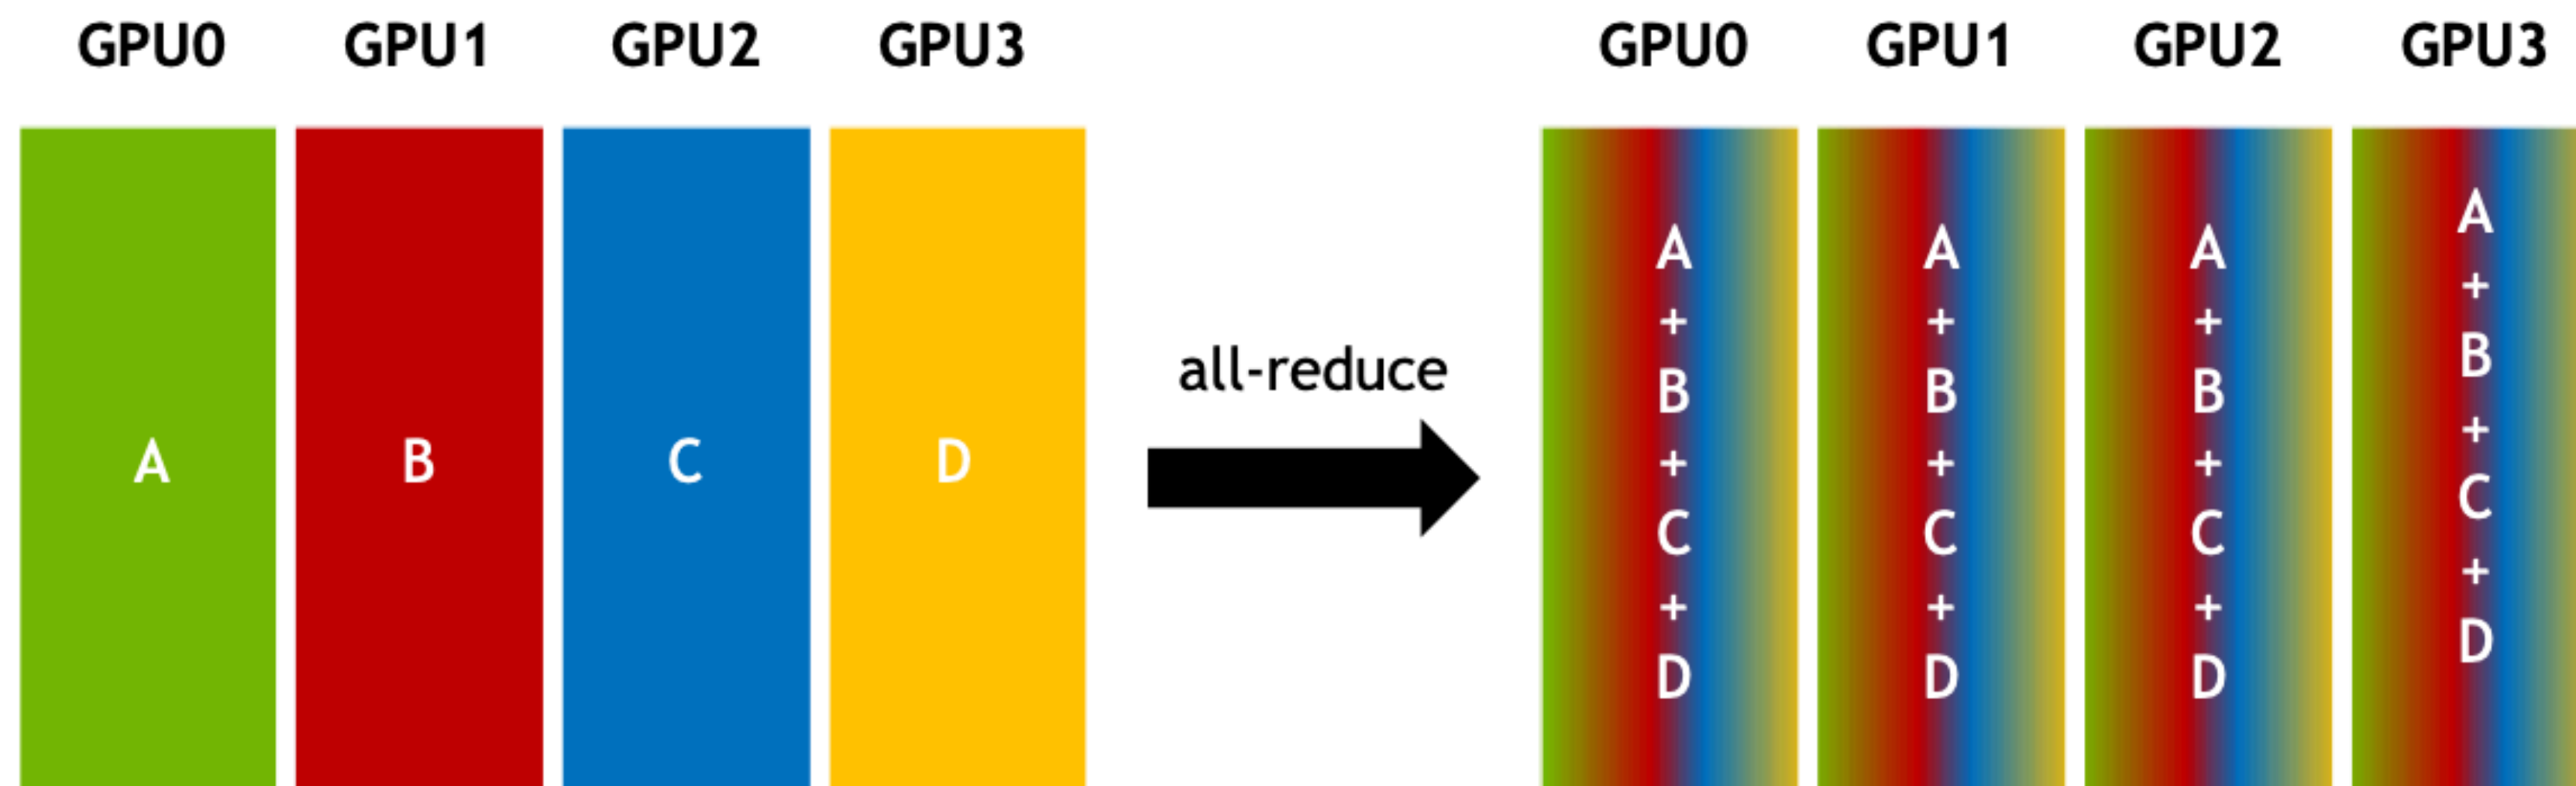 GPU0 GPU1 GPU2 GPU3 GPU0 GPU1 GPU2 GPU3
A B C D
all-reduce
A
+
B
+
C
+
D
A
+
B
+
C
+
D
A
+
B
+
C
+
D
A
+
B
+
C
+
D